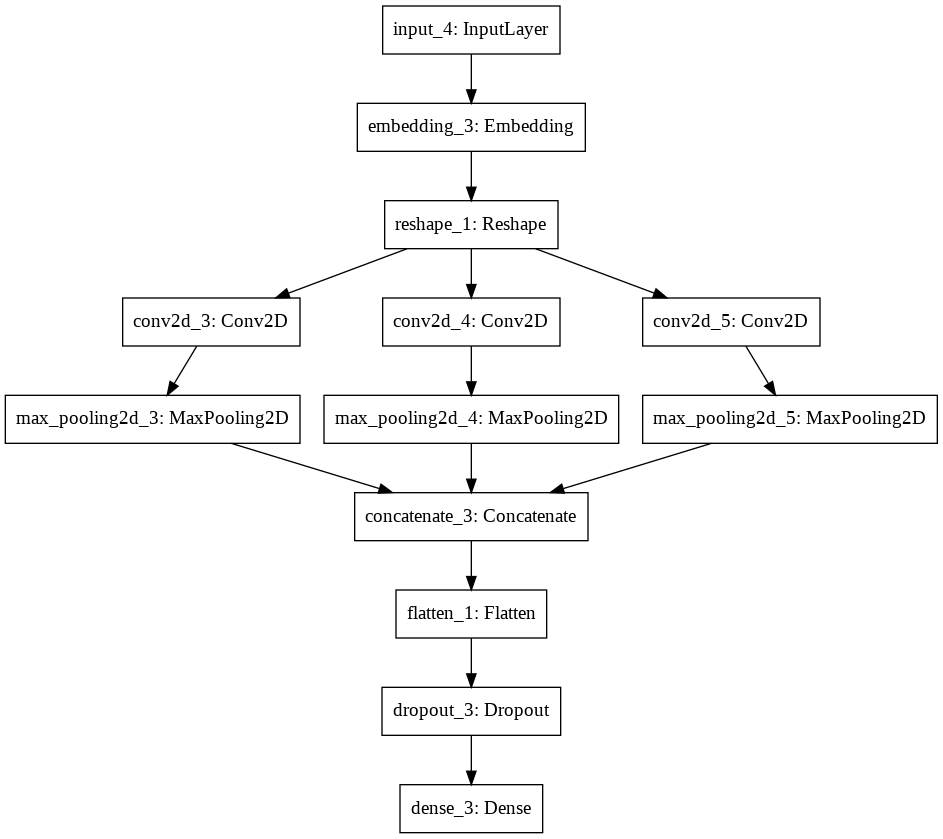 input_4: InputLayer
embedding_3: Embedding
reshape_1: Reshape
conv2d_3: Conv2D
conv2d_4: Conv2D
conv2d_5: Conv2D
max_pooling2d_3: MaxPooling2D
max_pooling2d_4: MaxPooling2D
max_pooling2d_5: MaxPooling2D
concatenate_3: Concatenate
flatten_1: Flatten
dropout_3: Dropout
dense_3: Dense